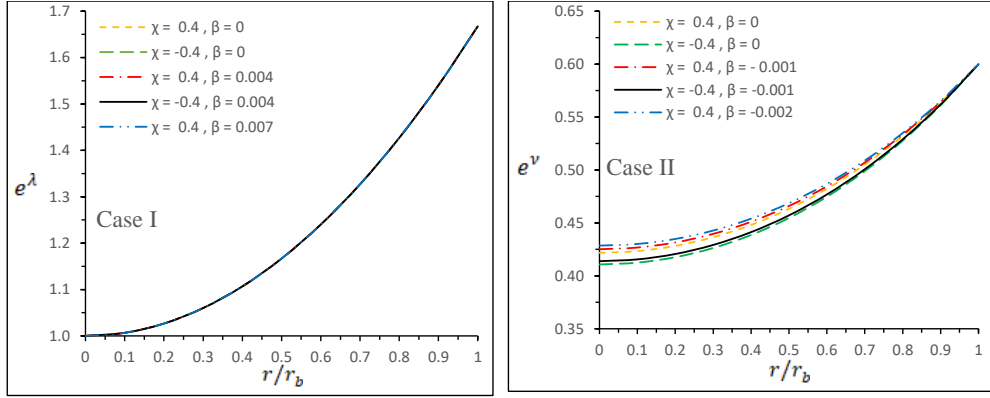 1.7
1.6
1.5
1.4
1.3
1.2
1.1
1.0
e^λ
χ = 0.4 , β = 0
χ = -0.4 , β = 0
χ = 0.4 , β = 0.004
χ = -0.4 , β = 0.004
χ = 0.4 , β = 0.007
Case I
0 0.1 0.2 0.3 0.4 0.5 0.6 0.7 0.8 0.9 1
r/r_b
0.65
0.60
0.55
0.50
0.45
0.40
0.35
e^ν
χ = 0.4 , β = 0
χ = -0.4 , β = 0
χ = 0.4 , β = - 0.001
χ = -0.4 , β = -0.001
χ = 0.4 , β = -0.002
Case II
0 0.1 0.2 0.3 0.4 0.5 0.6 0.7 0.8 0.9 1
r/r_b